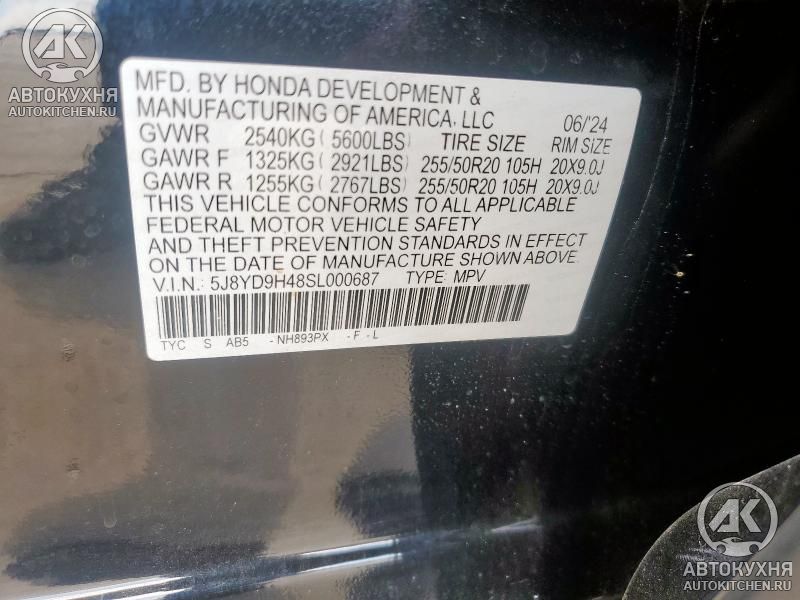 АК
АВТОКУХНЯ
AUTOKITCHEN.RU
MFD. BY HONDA DEVELOPMENT &
MANUFACTURING OF AMERICA, LLC 06/'24
GVWR 2540KG(5600LBS) TIRE SIZE RIM SIZE
GAWR F 1325KG(2921LBS) 255/50R20 105H 20X9.0J
GAWR R 1255KG(2767LBS) 255/50R20 105H 20X9.0J
THIS VEHICLE CONFORMS TO ALL APPLICABLE
FEDERAL MOTOR VEHICLE SAFETY
AND THEFT PREVENTION STANDARDS IN EFFECT
ON THE DATE OF MANUFACTURE SHOWN ABOVE.
V.I.N.: 5J8YD9H48SL000687 TYPE: MPV
TYC S AB5 -NH893PX -F -L
АК
АВТОКУХНЯ
AUTOKITCHEN.RU